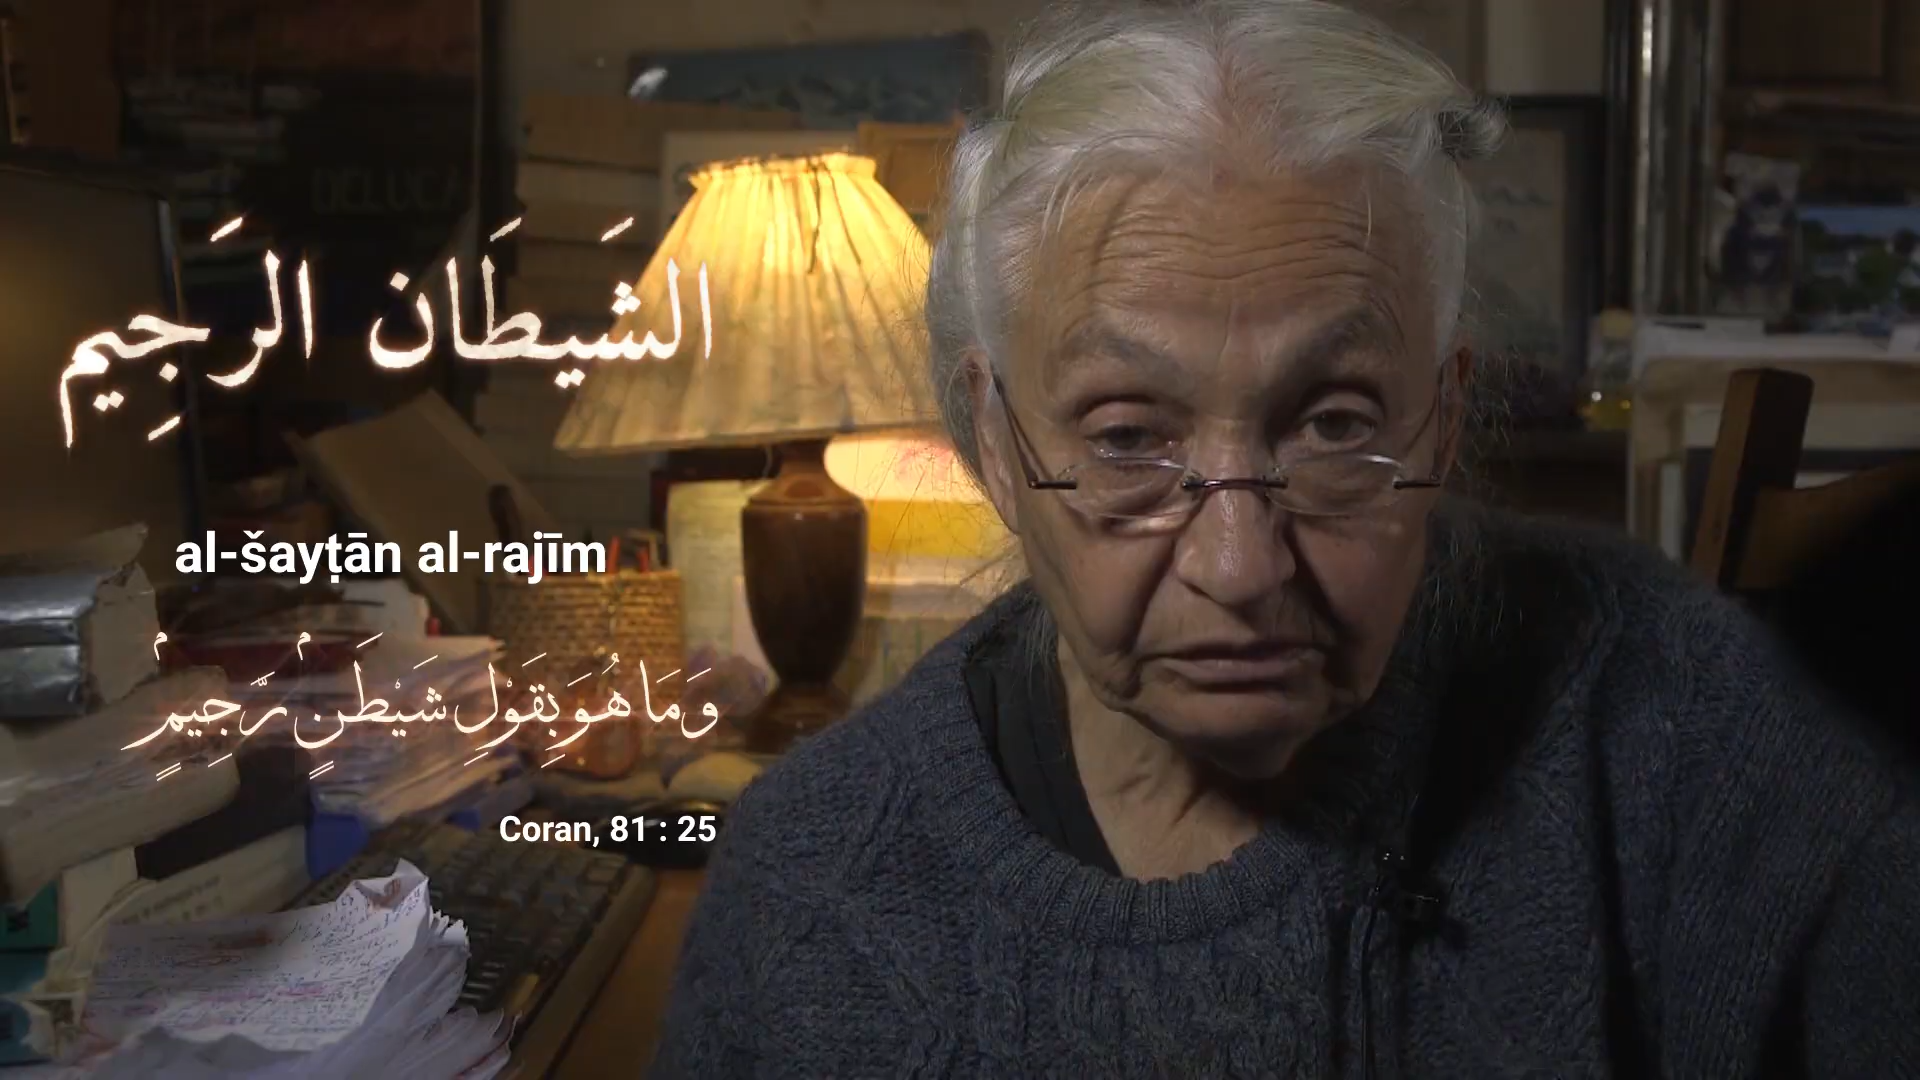 الشَيطَان الرَجِيم
al-šayṭān al-rajīm
وَمَا هُوَ بِقَوْلِ شَيْطَٰنٍۢ رَّجِيمٍۢ
Coran, 81 : 25